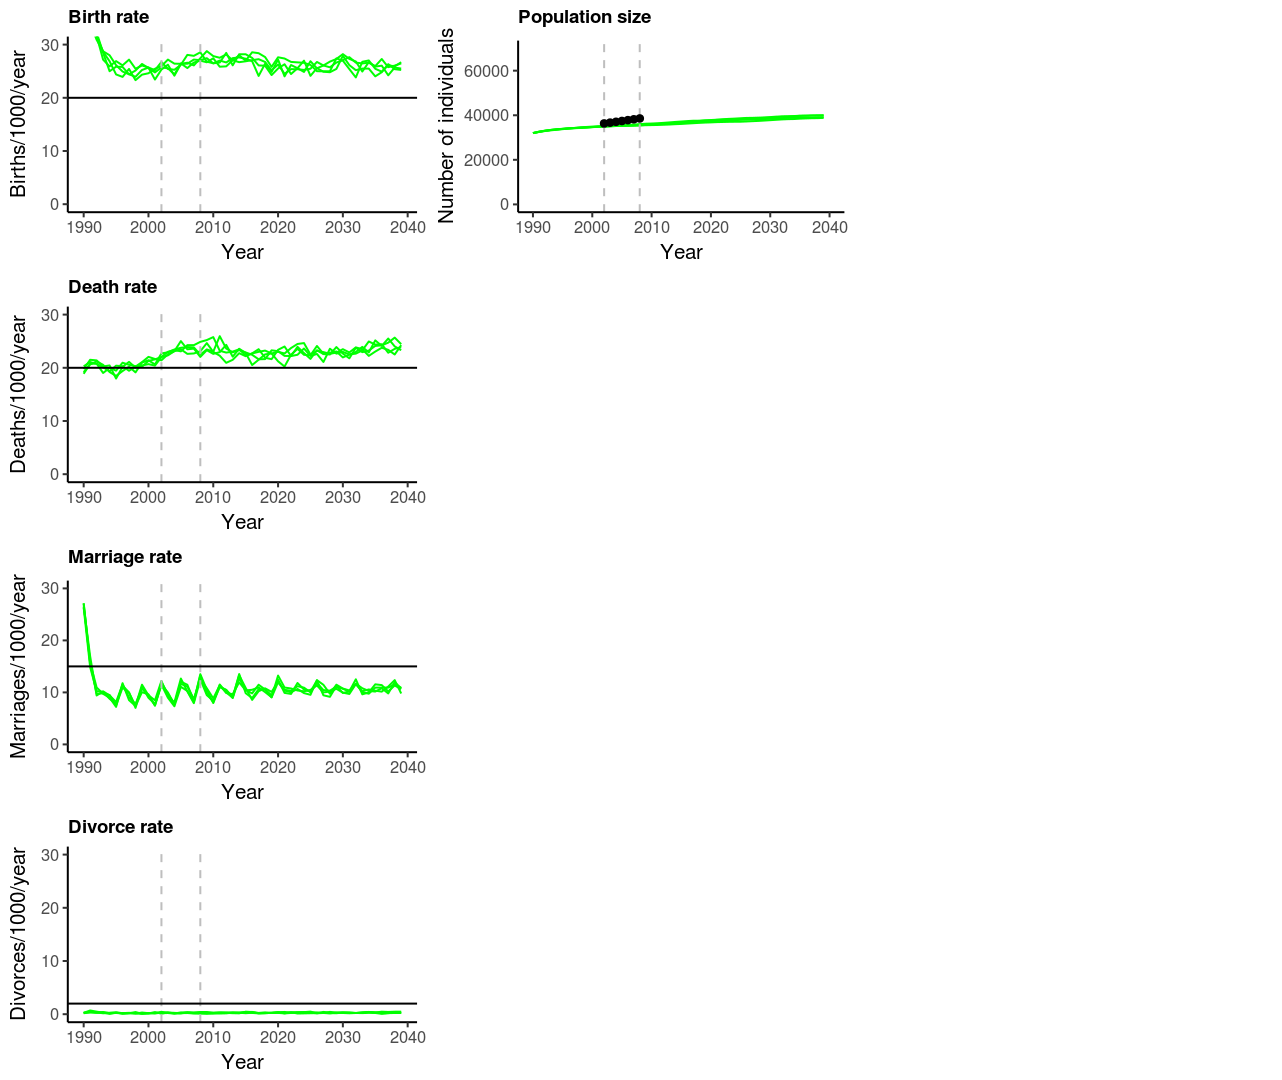 Birth rate
Births/1000/year
30
20
10
0
1990 2000 2010 2020 2030 2040
Year
Population size
Number of individuals
60000
40000
20000
0
1990 2000 2010 2020 2030 2040
Year
Death rate
Deaths/1000/year
30
20
10
0
1990 2000 2010 2020 2030 2040
Year
Marriage rate
Marriages/1000/year
30
20
10
0
1990 2000 2010 2020 2030 2040
Year
Divorce rate
Divorces/1000/year
30
20
10
0
1990 2000 2010 2020 2030 2040
Year